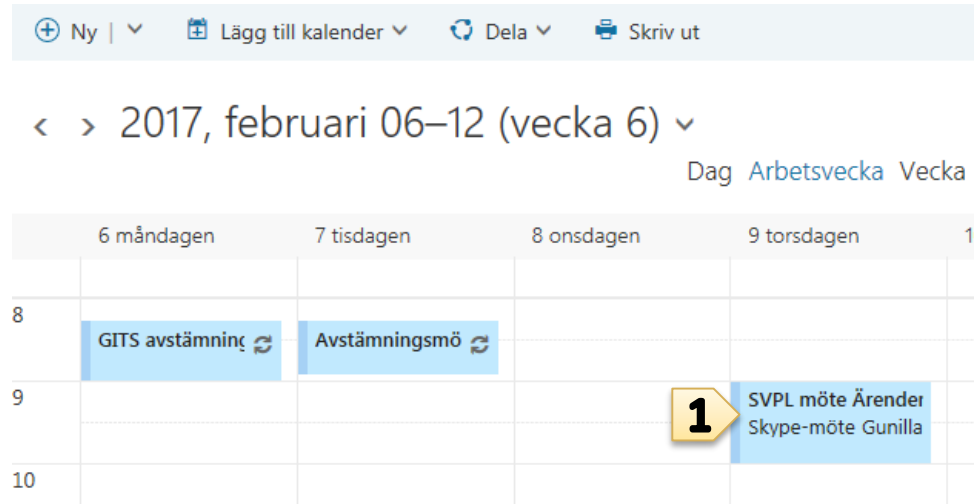 Ny | Lägg till kalender Dela Skriv ut
< > 2017, februari 06–12 (vecka 6)
Dag Arbetsvecka Vecka
6 måndagen 7 tisdagen 8 onsdagen 9 torsdagen 1
8
GITS avstämning Avstämningsmö
9
1
SVPL möte Ärender
Skype-möte Gunilla
10